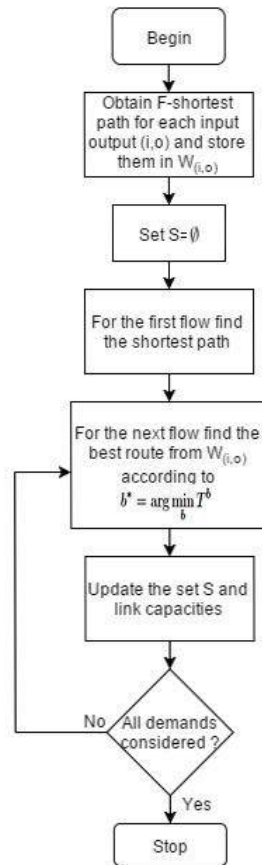 Begin
Obtain F-shortest
path for each input
output (i,o) and store
them in W(i,o)
Set S=∅
For the first flow find
the shortest path
For the next flow find the
best route from W(i,o)
according to
b* = arg min T^b
b
Update the set S and
link capacities
No
All demands
considered ?
Yes
Stop